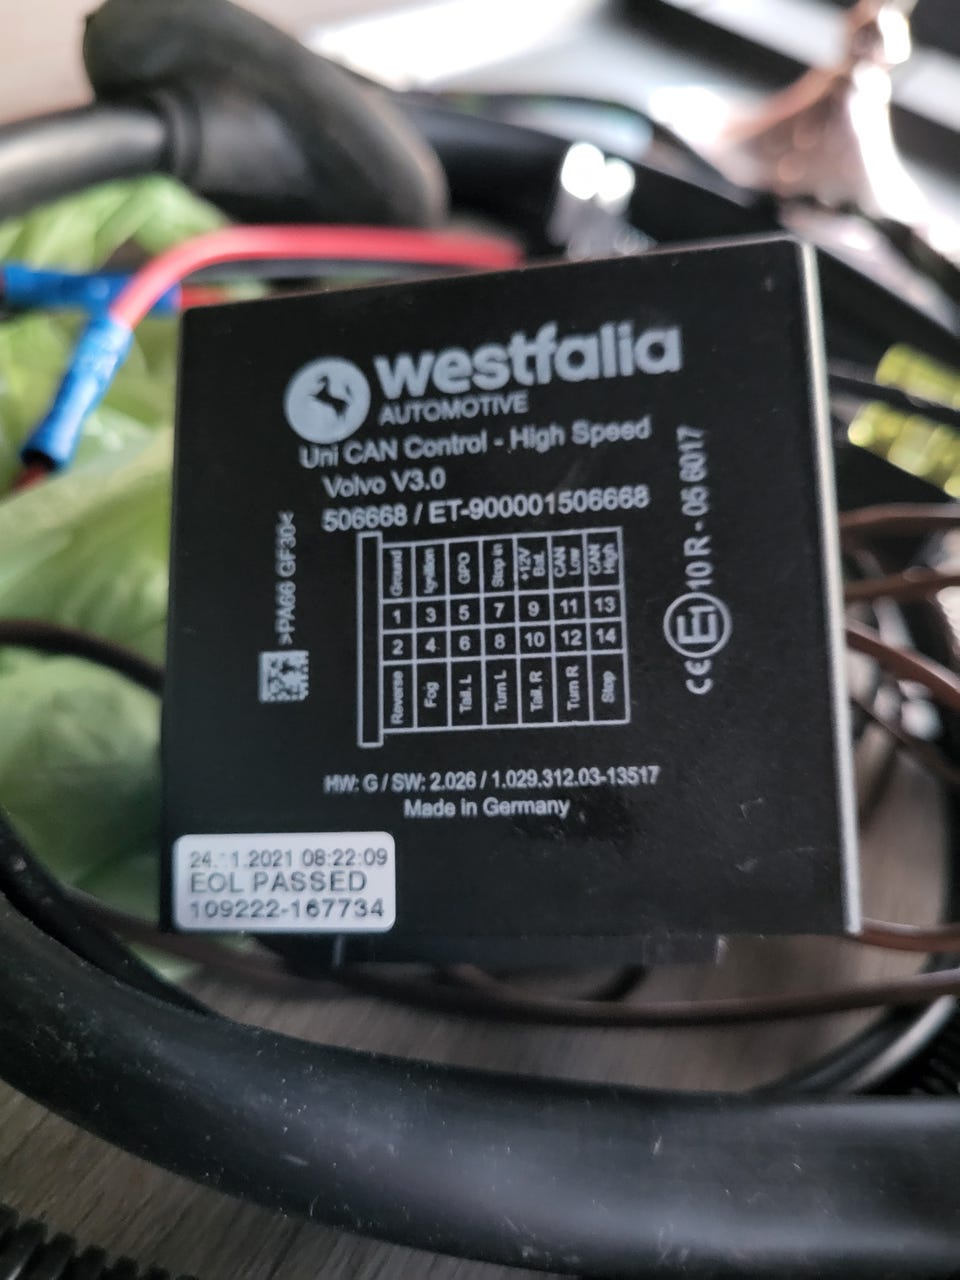 westfalia
AUTOMOTIVE
Uni CAN Control - High Speed
Volvo V3.0
506668 / ET-900001506668
>PA66 GF30<
Ground Ignition GPO Stop in +12V Bat. CAN Low CAN High
1 3 5 7 9 11 13
2 4 6 8 10 12 14
Reverse Fog Tail. L Turn L Tail. R Turn R Stop
CE E1 10 R - 05 6017
HW: G / SW: 2.026 / 1.029.312.03-13517
Made in Germany
08:22:09
EOL PASSED
109222-167734